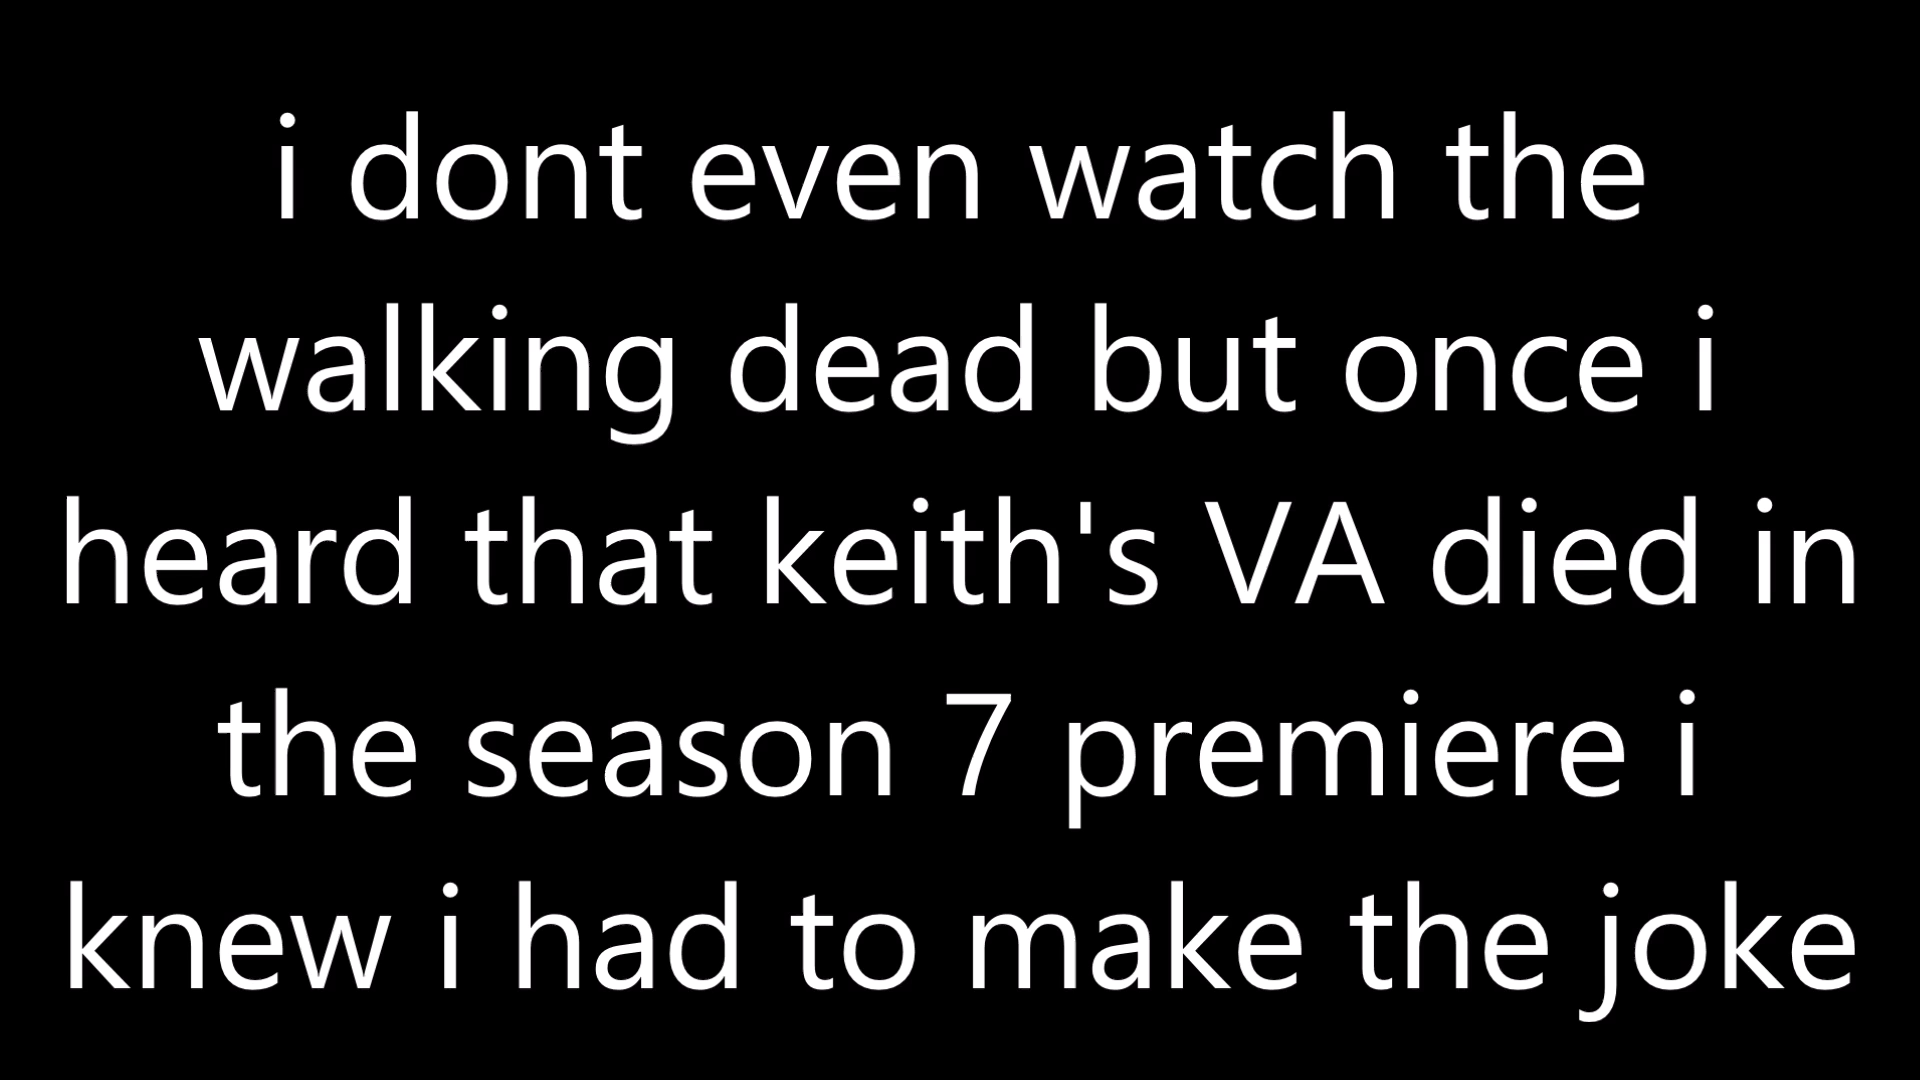 i dont even watch the
walking dead but once i
heard that keith's VA died in
the season 7 premiere i
knew i had to make the joke